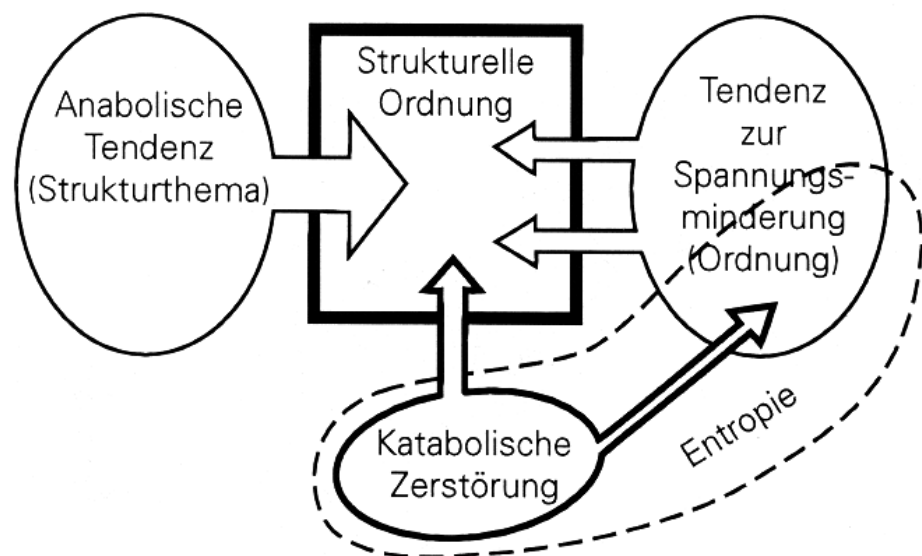 Anabolische
Tendenz
(Strukturthema)
Strukturelle
Ordnung
Tendenz
zur
Spannungs-
minderung
(Ordnung)
Katabolische
Zerstörung
Entropie